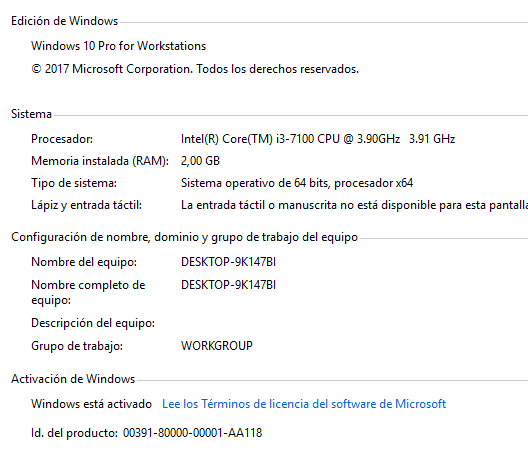 Edición de Windows
Windows 10 Pro for Workstations
© 2017 Microsoft Corporation. Todos los derechos reservados.
Sistema
Procesador: Intel(R) Core(TM) i3-7100 CPU @ 3.90GHz 3.91 GHz
Memoria instalada (RAM): 2,00 GB
Tipo de sistema: Sistema operativo de 64 bits, procesador x64
Lápiz y entrada táctil: La entrada táctil o manuscrita no está disponible para esta pantalla
Configuración de nombre, dominio y grupo de trabajo del equipo
Nombre del equipo: DESKTOP-9K147BI
Nombre completo de equipo: DESKTOP-9K147BI
Descripción del equipo:
Grupo de trabajo: WORKGROUP
Activación de Windows
Windows está activado Lee los Términos de licencia del software de Microsoft
Id. del producto: 00391-80000-00001-AA118